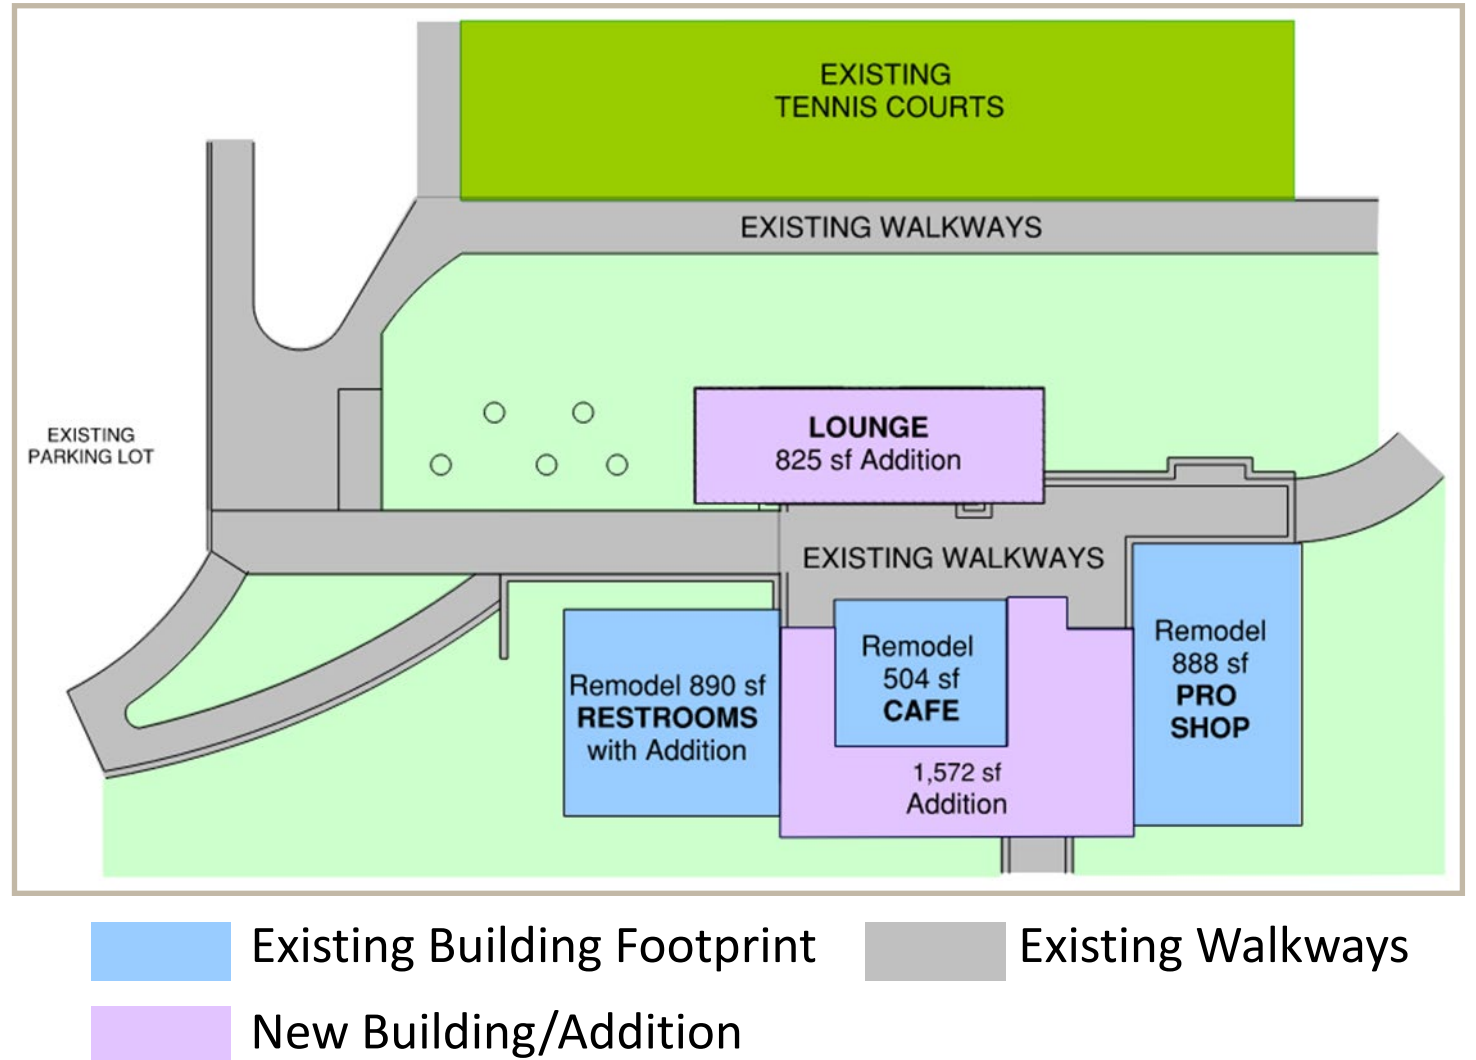 EXISTING
TENNIS COURTS
EXISTING WALKWAYS
EXISTING
PARKING LOT
LOUNGE
825 sf Addition
EXISTING WALKWAYS
Remodel 890 sf
RESTROOMS
with Addition
Remodel
504 sf
CAFE
Remodel
888 sf
PRO
SHOP
1,572 sf
Addition
Existing Building Footprint
Existing Walkways
New Building/Addition